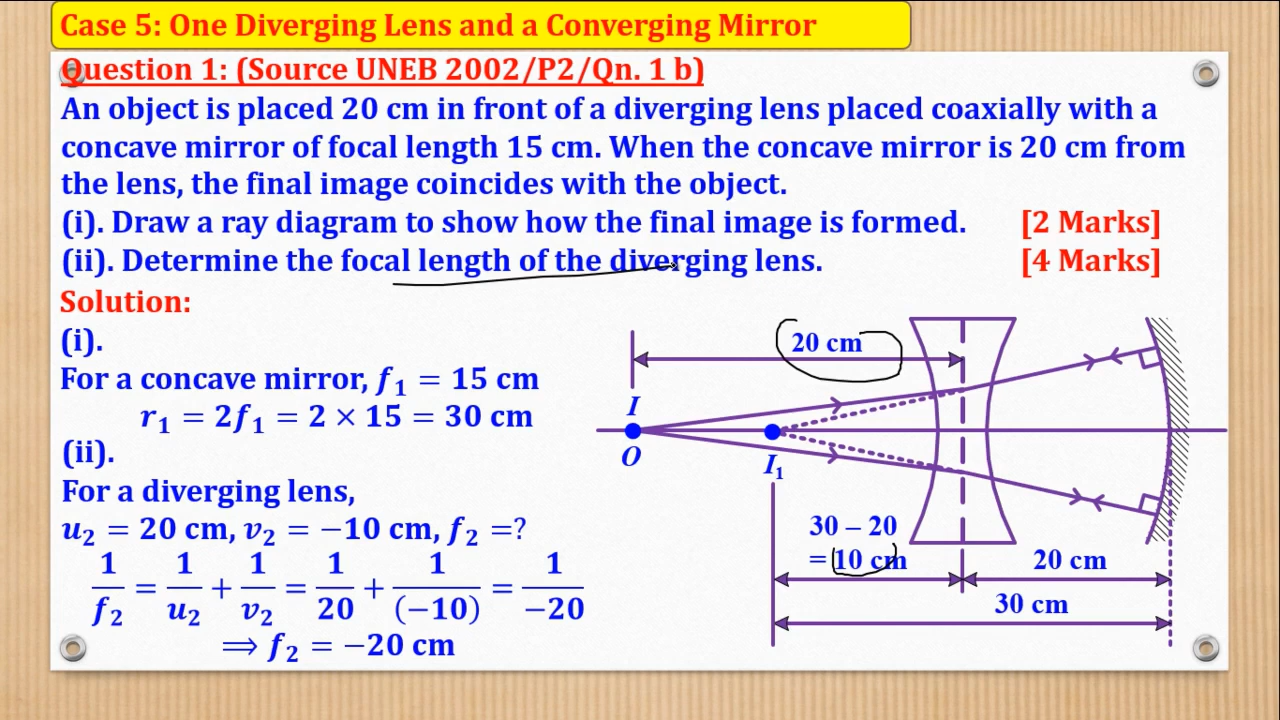 Case 5: One Diverging Lens and a Converging Mirror
Question 1: (Source UNEB 2002/P2/Qn. 1 b)
An object is placed 20 cm in front of a diverging lens placed coaxially with a
concave mirror of focal length 15 cm. When the concave mirror is 20 cm from
the lens, the final image coincides with the object.
(i). Draw a ray diagram to show how the final image is formed. [2 Marks]
(ii). Determine the focal length of the diverging lens. [4 Marks]
Solution:
(i).
For a concave mirror, f₁ = 15 cm
r₁ = 2f₁ = 2 × 15 = 30 cm
(ii).
For a diverging lens,
u₂ = 20 cm, v₂ = −10 cm, f₂ =?
1/f₂ = 1/u₂ + 1/v₂ = 1/20 + 1/(−10) = 1/−20
⟹ f₂ = −20 cm
20 cm
I
O
I₁
30 – 20
= 10 cm
20 cm
30 cm